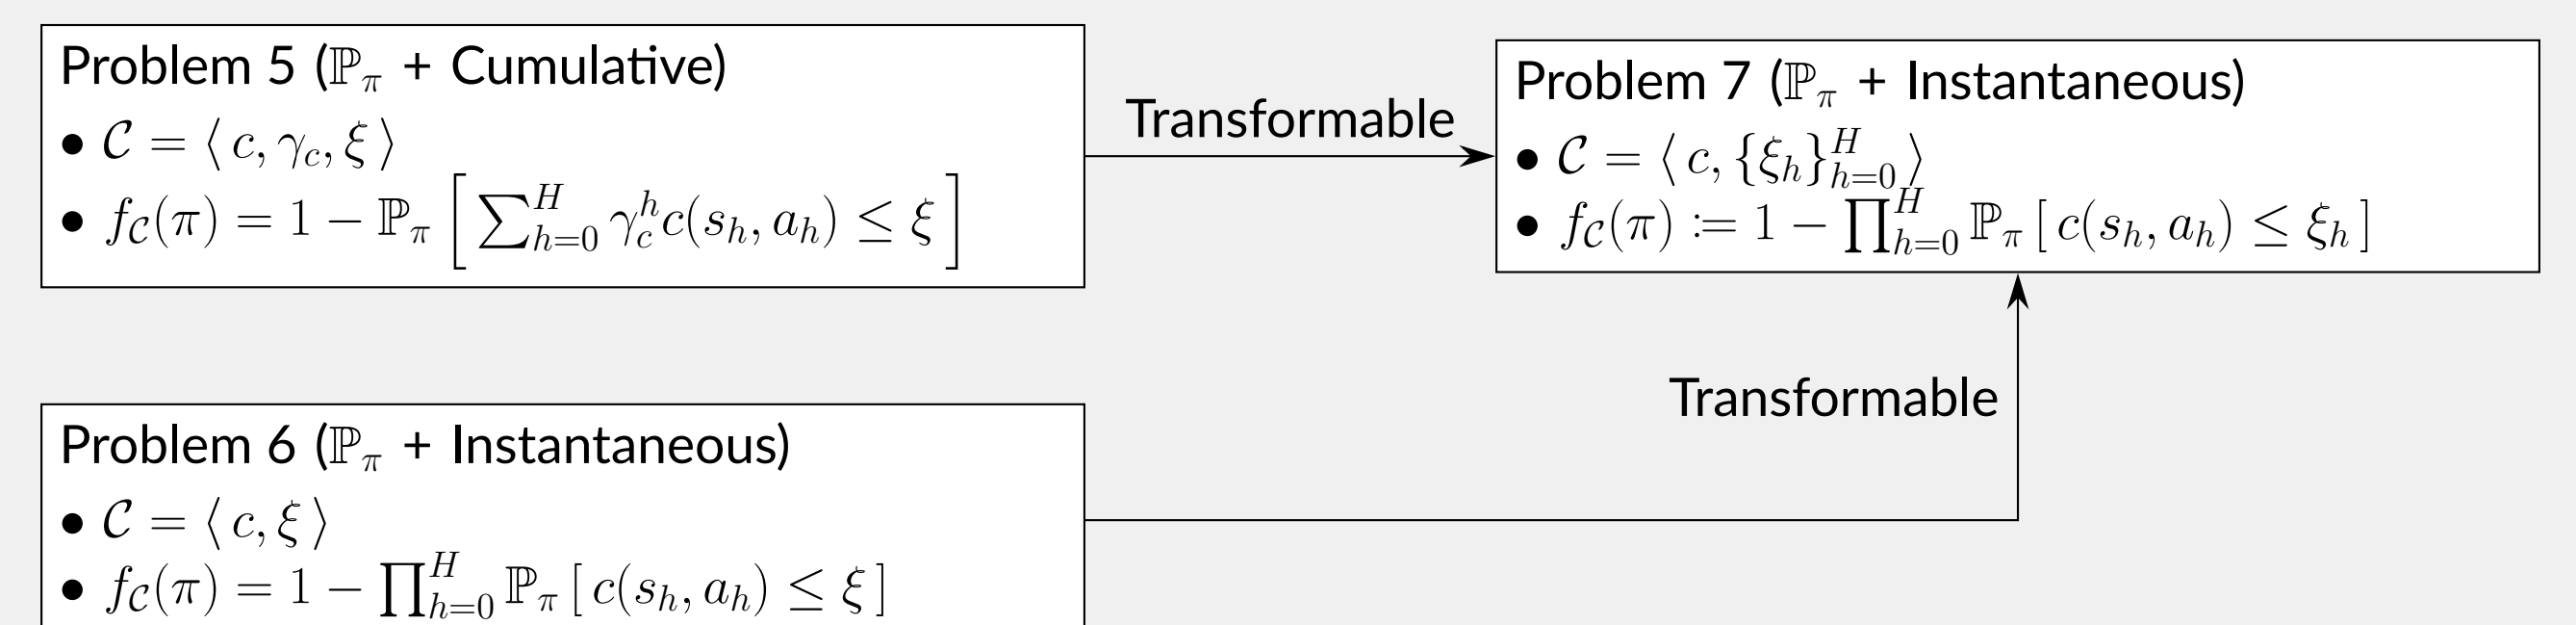 Problem 5 (ℙ_π + Cumulative)
• 𝒞 = ⟨ c, γ_c, ξ ⟩
• f_𝒞(π) = 1 − ℙ_π [ ∑_{h=0}^{H} γ_c^h c(s_h, a_h) ≤ ξ ]
Transformable
Problem 7 (ℙ_π + Instantaneous)
• 𝒞 = ⟨ c, {ξ_h}_{h=0}^{H} ⟩
• f_𝒞(π) := 1 − ∏_{h=0}^{H} ℙ_π [ c(s_h, a_h) ≤ ξ_h ]
Transformable
Problem 6 (ℙ_π + Instantaneous)
• 𝒞 = ⟨ c, ξ ⟩
• f_𝒞(π) = 1 − ∏_{h=0}^{H} ℙ_π [ c(s_h, a_h) ≤ ξ ]